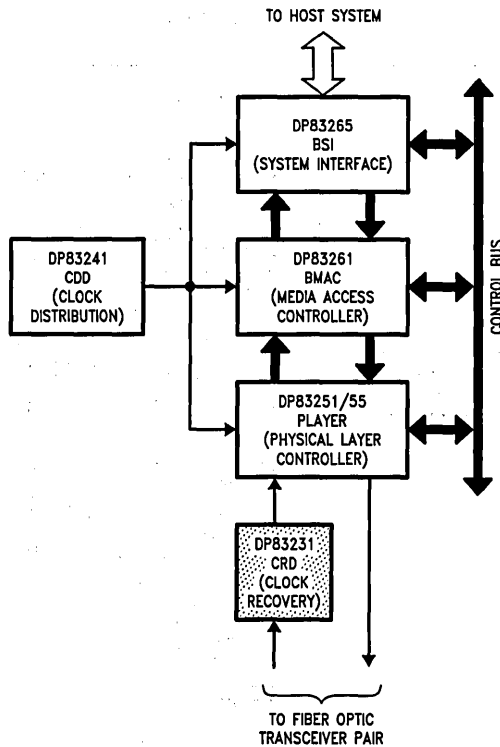 TO HOST SYSTEM
DP83265
BSI
(SYSTEM INTERFACE)
DP83241
CDD
(CLOCK
DISTRIBUTION)
DP83261
BMAC
(MEDIA ACCESS
CONTROLLER)
CONTROL BUS
DP83251/55
PLAYER
(PHYSICAL LAYER
CONTROLLER)
DP83231
CRD
(CLOCK
RECOVERY)
TO FIBER OPTIC
TRANSCEIVER PAIR